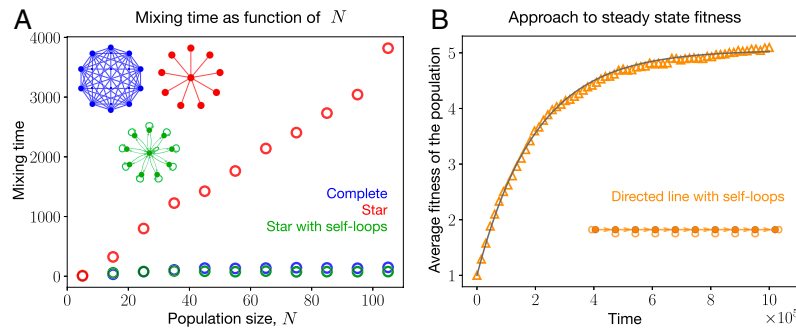 A
Mixing time as function of N
Mixing time
4000
3000
2000
1000
0
Complete
Star
Star with self-loops
0
20
40
60
80
100
Population size, N
B
Approach to steady state fitness
Average fitness of the population
5
4
3
2
1
Directed line with self-loops
0
2
4
6
8
10
Time
×10⁵